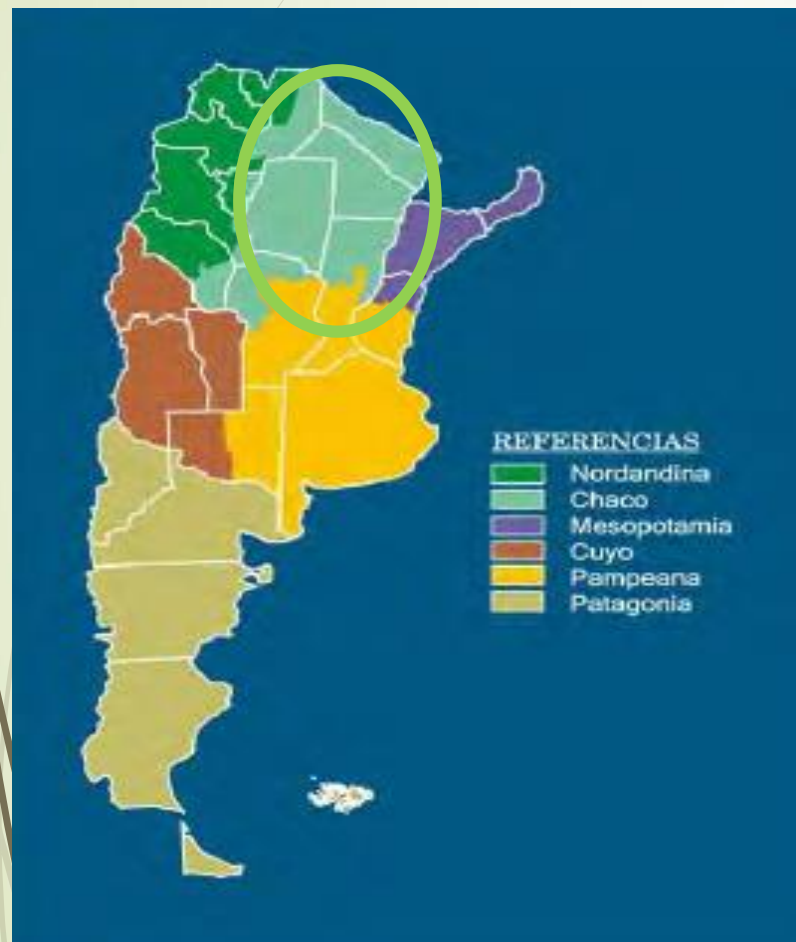 REFERENCIAS
Nordandina
Chaco
Mesopotamia
Cuyo
Pampeana
Patagonia